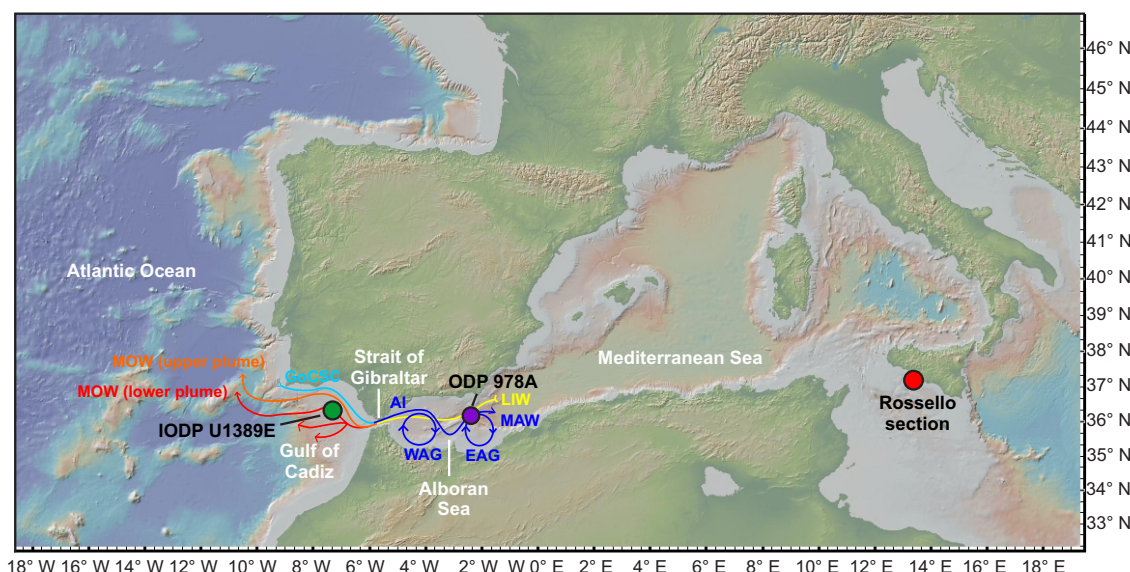 46° N
45° N
44° N
43° N
42° N
41° N
40° N
39° N
38° N
37° N
36° N
35° N
34° N
33° N
Atlantic Ocean
MOW (upper plume)
MOW (lower plume)
GoCSC
Strait of
Gibraltar
Mediterranean Sea
ODP 978A
LIW
AI
MAW
IODP U1389E
Gulf of
Cadiz
WAG
EAG
Alboran
Sea
Rossello
section
18° W 16° W 14° W 12° W 10° W 8° W 6° W 4° W 2° W 0° E 2° E 4° E 6° E 8° E 10° E 12° E 14° E 16° E 18° E